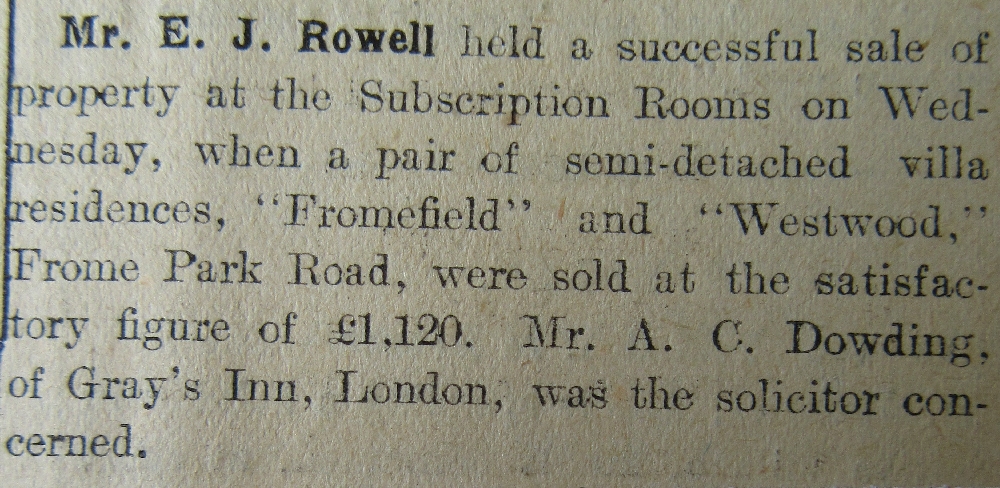 Mr. E. J. Rowell held a successful sale of
property at the Subscription Rooms on Wed-
nesday, when a pair of semi-detached villa
residences, "Fromefield" and "Westwood,"
Frome Park Road, were sold at the satisfac-
tory figure of £1,120. Mr. A. C. Dowding,
of Gray's Inn, London, was the solicitor con-
cerned.